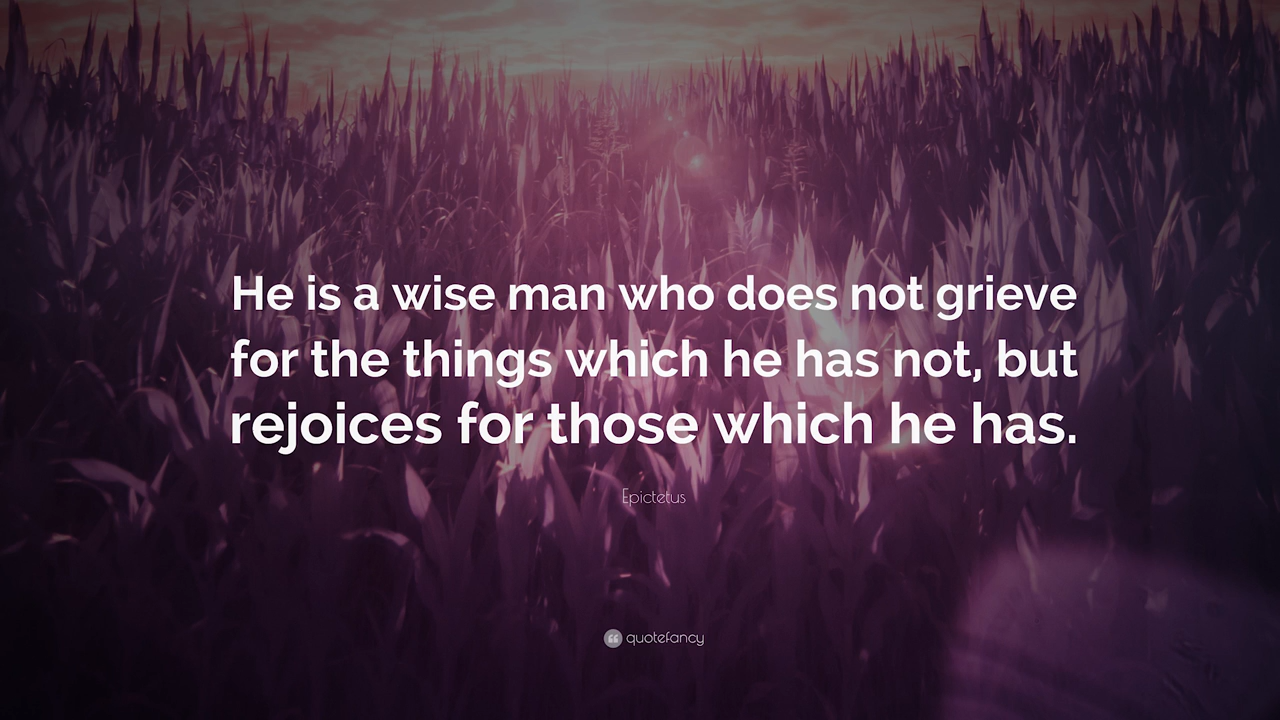 He is a wise man who does not grieve
for the things which he has not, but
rejoices for those which he has.
Epictetus
quotefancy